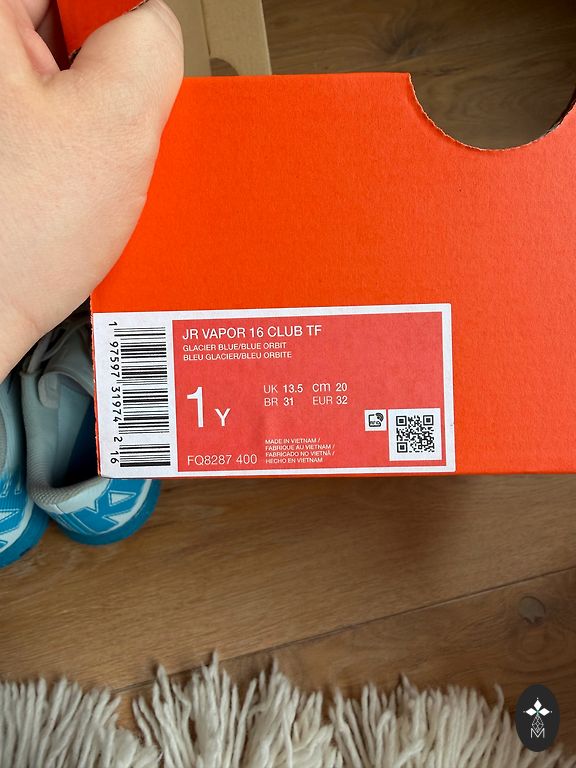 JR VAPOR 16 CLUB TF
GLACIER BLUE/BLUE ORBIT
BLEU GLACIER/BLEU ORBITE
1Y
UK 13.5 cm 20
BR 31 EUR 32
FQ8287 400
MADE IN VIETNAM /
FABRIQUE AU VIETNAM /
FABRICADO NO VIETNÃ /
HECHO EN VIETNAM
RFID
1 97597 31974 2 16
M